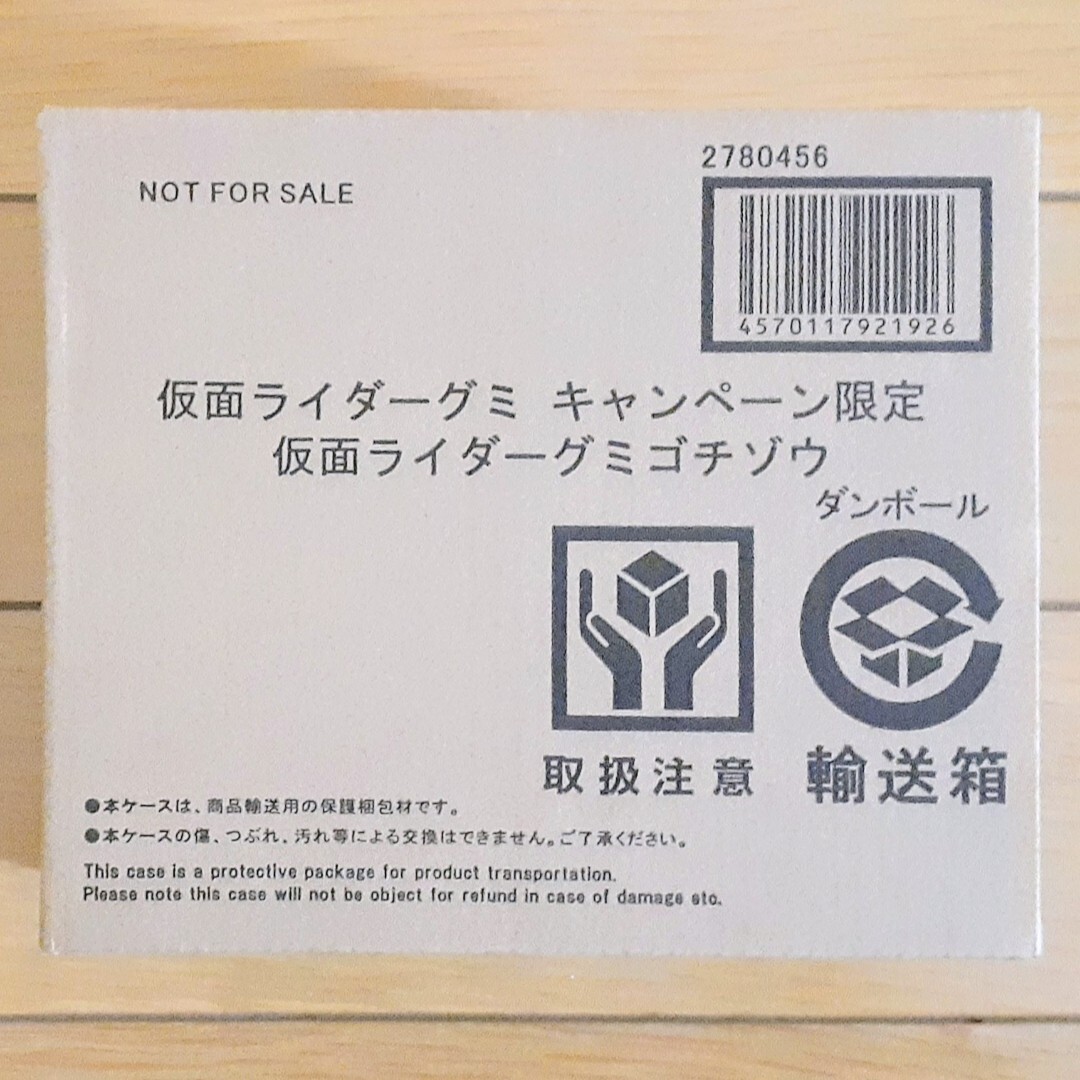 2780456
NOT FOR SALE
4570117921926
仮面ライダーグミ キャンペーン限定
仮面ライダーグミゴチゾウ
ダンボール
取扱注意
輸送箱
●本ケースは、商品輸送用の保護梱包材です。
●本ケースの傷、つぶれ、汚れ等による交換はできません。ご了承ください。
This case is a protective package for product transportation.
Please note this case will not be object for refund in case of damage etc.